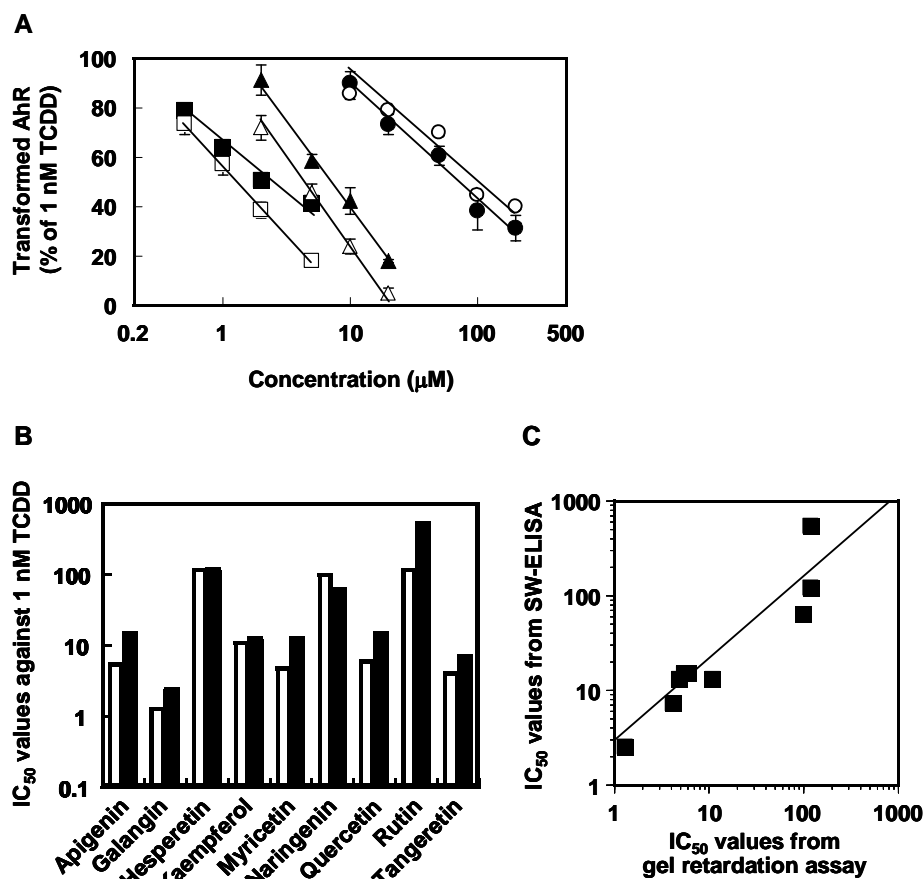 A
Transformed AhR
(% of 1 nM TCDD)
100
80
60
40
20
0
0.2 1 10 100 500
Concentration (μM)
B
IC50 values against 1 nM TCDD
1000
100
10
1
0.1
Apigenin
Galangin
Hesperetin
Kaempferol
Myricetin
Naringenin
Quercetin
Rutin
Tangeretin
C
IC50 values from SW-ELISA
1000
100
10
1
1 10 100 1000
IC50 values from
gel retardation assay